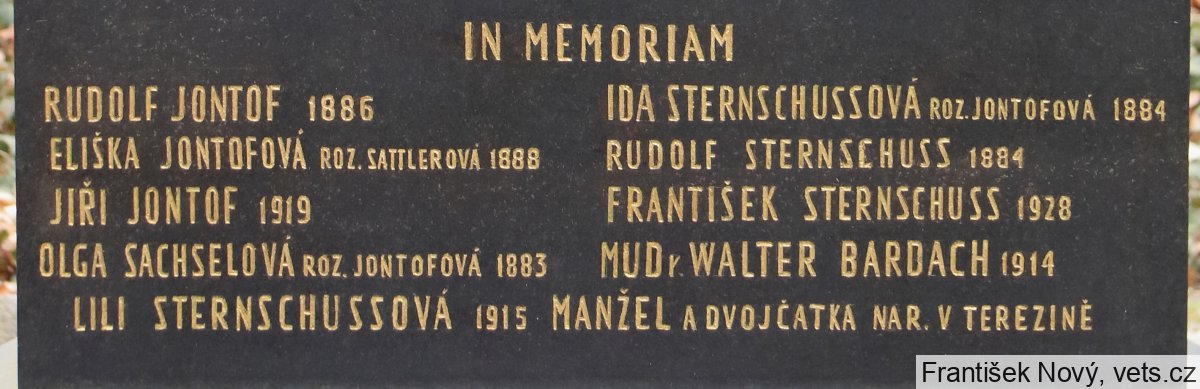 IN MEMORIAM
RUDOLF JONTOF 1886
ELIŠKA JONTOFOVÁ ROZ. SATTLEROVÁ 1888
JIŘI JONTOF 1919
OLGA SACHSELOVÁ ROZ. JONTOFOVÁ 1883
IDA STERNSCHUSSOVÁ ROZ. JONTOFOVÁ 1884
RUDOLF STERNSCHUSS 1884
FRANTIŠEK STERNSCHUSS 1928
MUDr. WALTER BARDACH 1914
LILI STERNSCHUSSOVÁ 1915 MANŽEL A DVOJČATKA NAR. V TEREZINĚ
František Nový, vets.cz